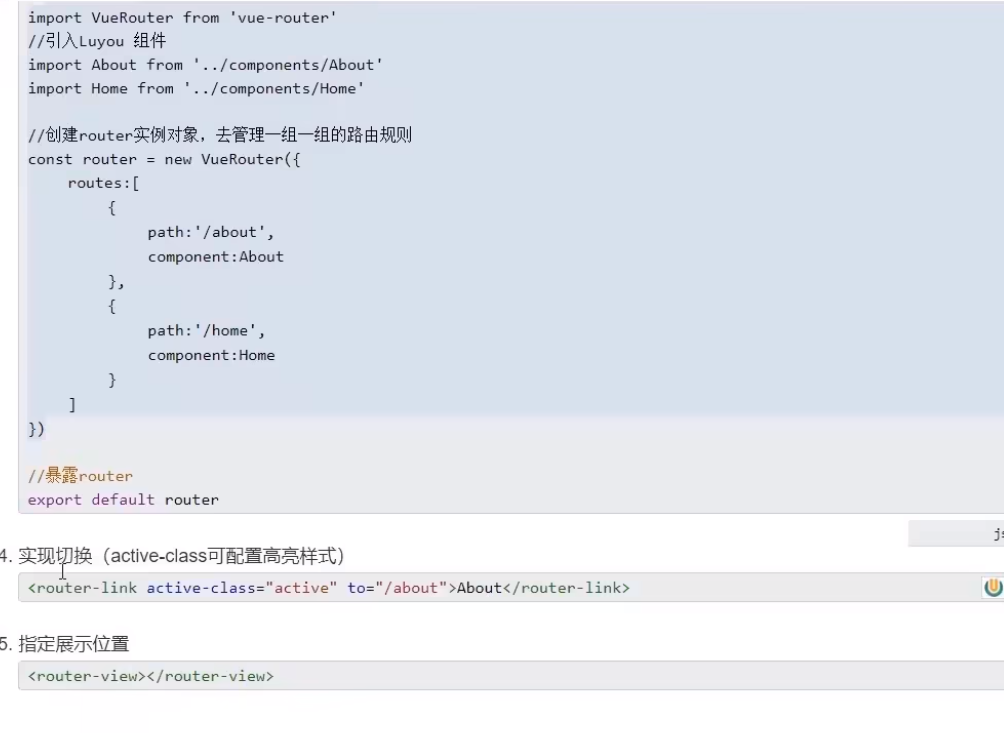 import VueRouter from 'vue-router'
//引入Luyou 组件
import About from '../components/About'
import Home from '../components/Home'
//创建router实例对象，去管理一组一组的路由规则
const router = new VueRouter({
    routes:[
        {
            path:'/about',
            component:About
        },
        {
            path:'/home',
            component:Home
        }
    ]
})
//暴露router
export default router
4. 实现切换（active-class可配置高亮样式）
<router-link active-class="active" to="/about">About</router-link>
5. 指定展示位置
<router-view></router-view>